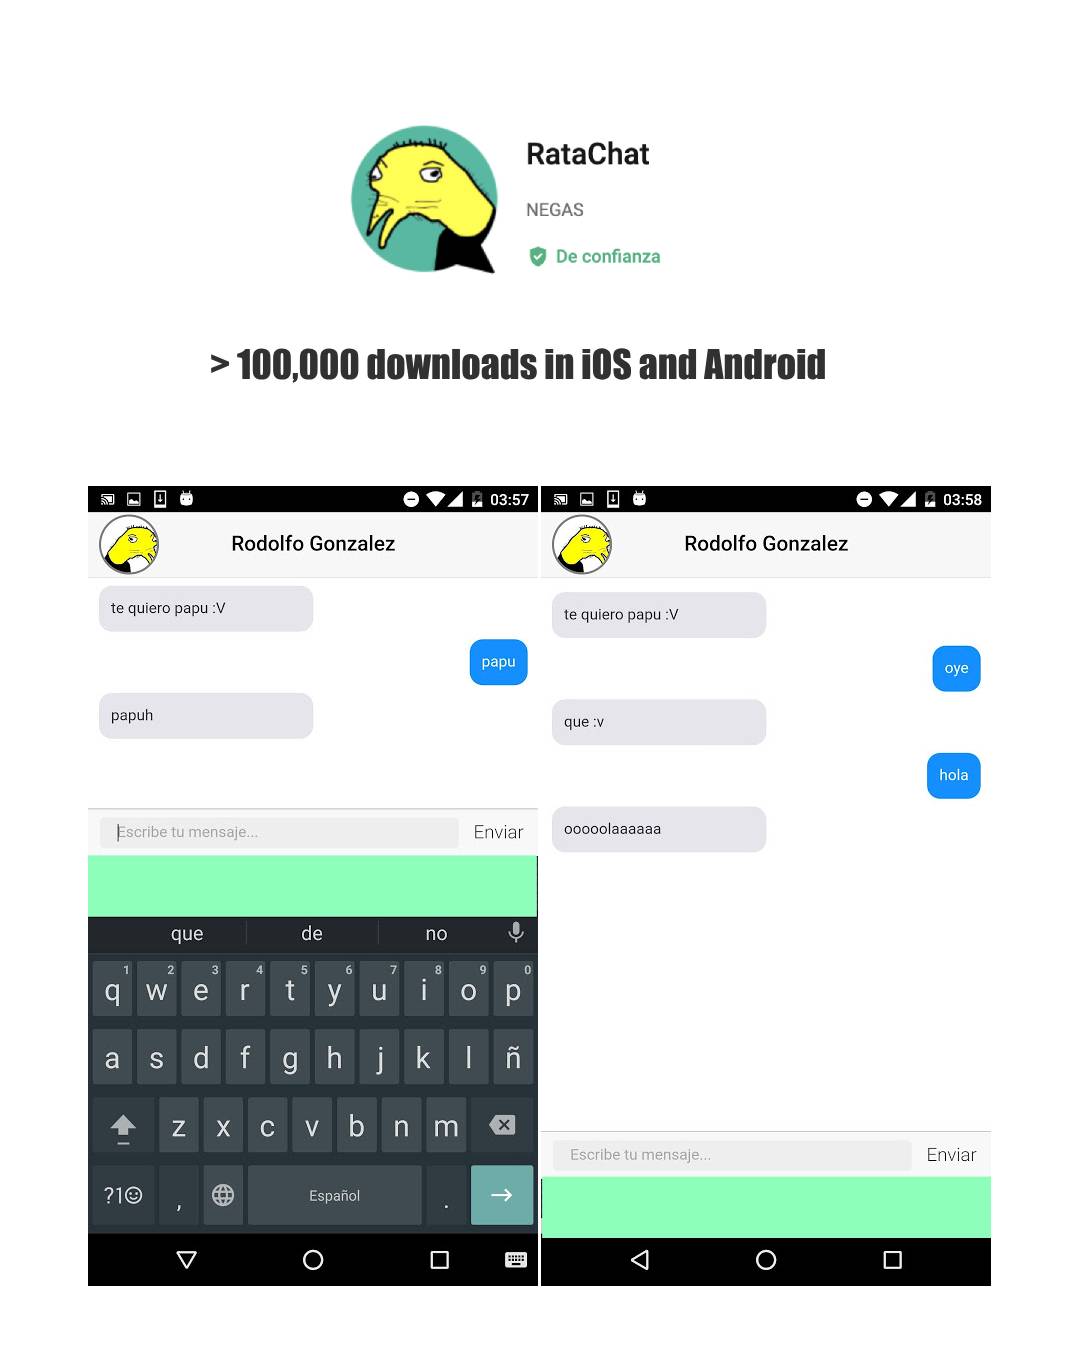 RataChat
NEGAS
De confianza
> 100,000 downloads in iOS and Android
03:57
Rodolfo Gonzalez
te quiero papu :V
papu
papuh
Escribe tu mensaje...
Enviar
que de no
1 2 3 4 5 6 7 8 9 0
q w e r t y u i o p
a s d f g h j k l ñ
z x c v b n m
?1☺ , Español .
03:58
Rodolfo Gonzalez
te quiero papu :V
oye
que :v
hola
ooooolaaaaaa
Escribe tu mensaje...
Enviar